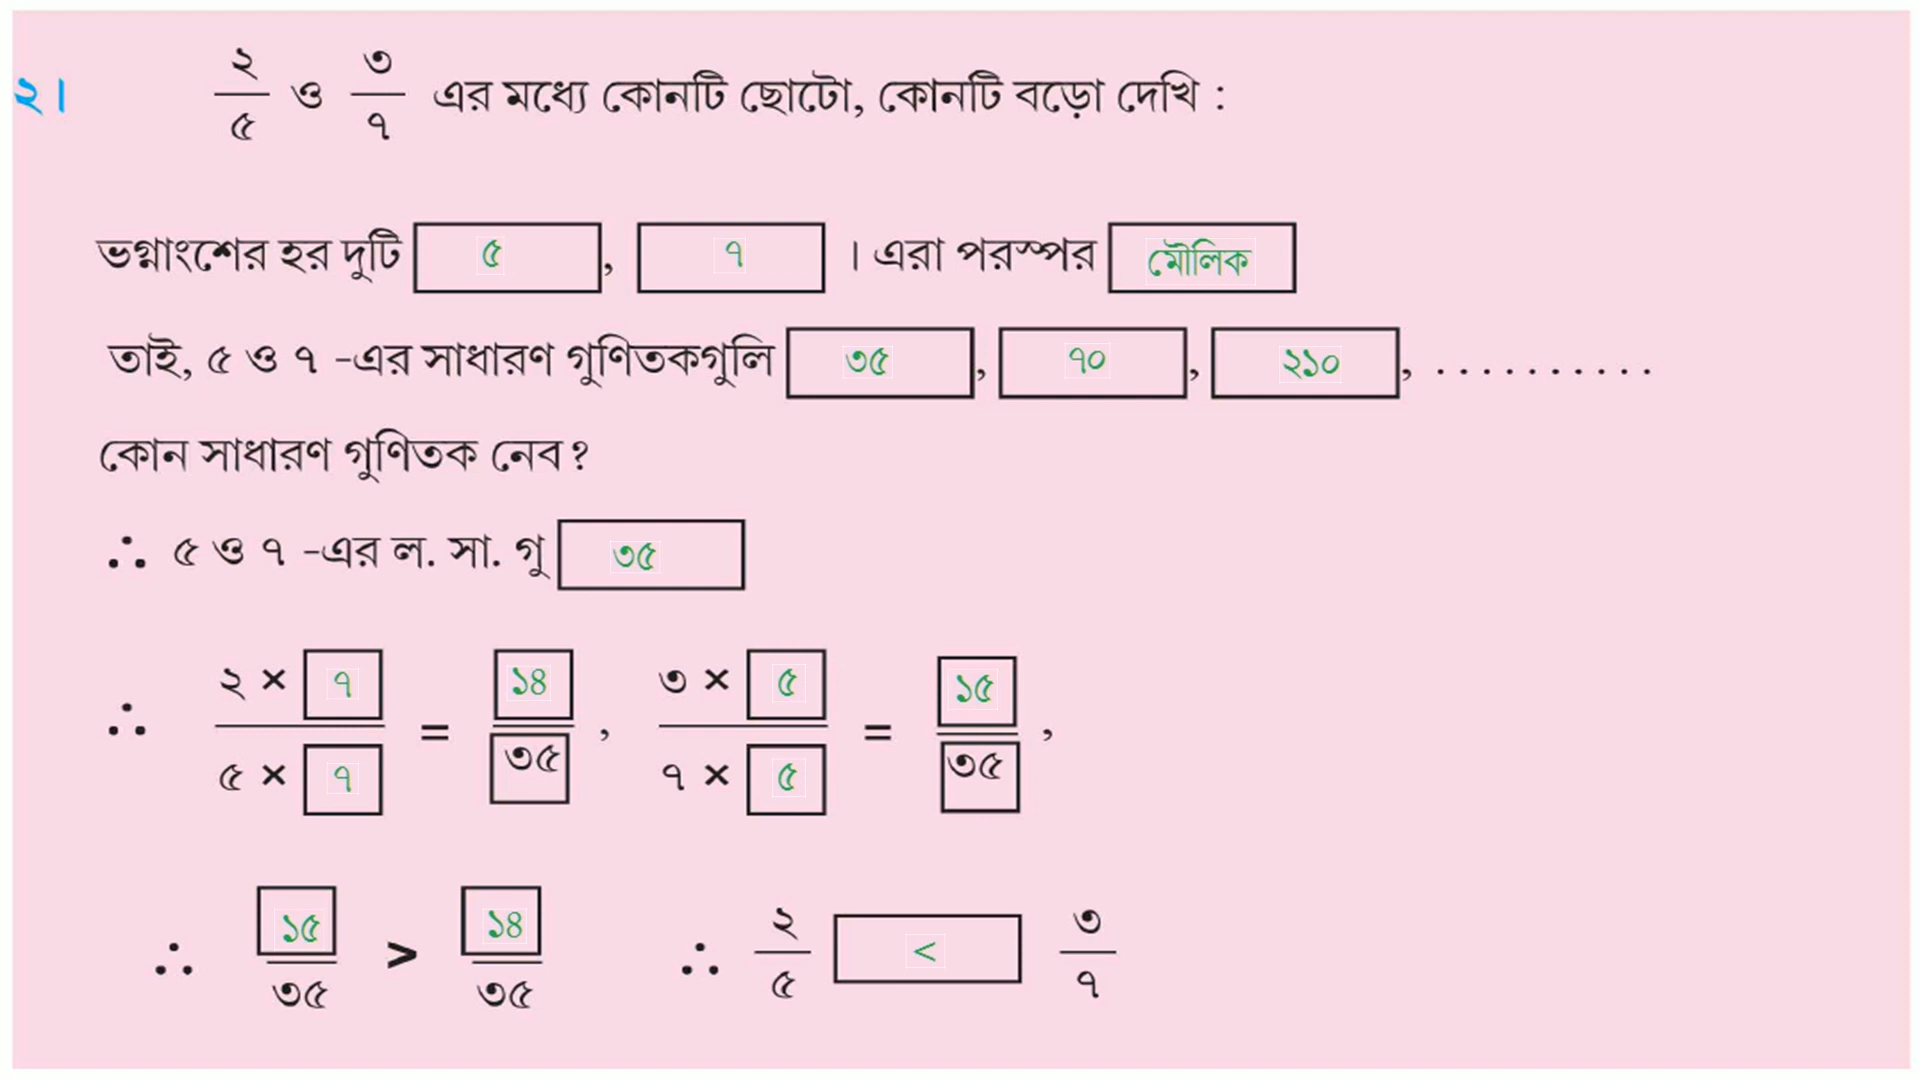 ২। ২/৫ ও ৩/৭ এর মধ্যে কোনটি ছোটো, কোনটি বড়ো দেখি :
ভগ্নাংশের হর দুটি ৫, ৭ । এরা পরস্পর মৌলিক
তাই, ৫ ও ৭ -এর সাধারণ গুণিতকগুলি ৩৫, ৭০, ২১০, ..........
কোন সাধারণ গুণিতক নেব?
∴ ৫ ও ৭ -এর ল. সা. গু ৩৫
∴ ২ × ৭ / ৫ × ৭ = ১৪/৩৫, ৩ × ৫ / ৭ × ৫ = ১৫/৩৫,
∴ ১৫/৩৫ > ১৪/৩৫ ∴ ২/৫ < ৩/৭